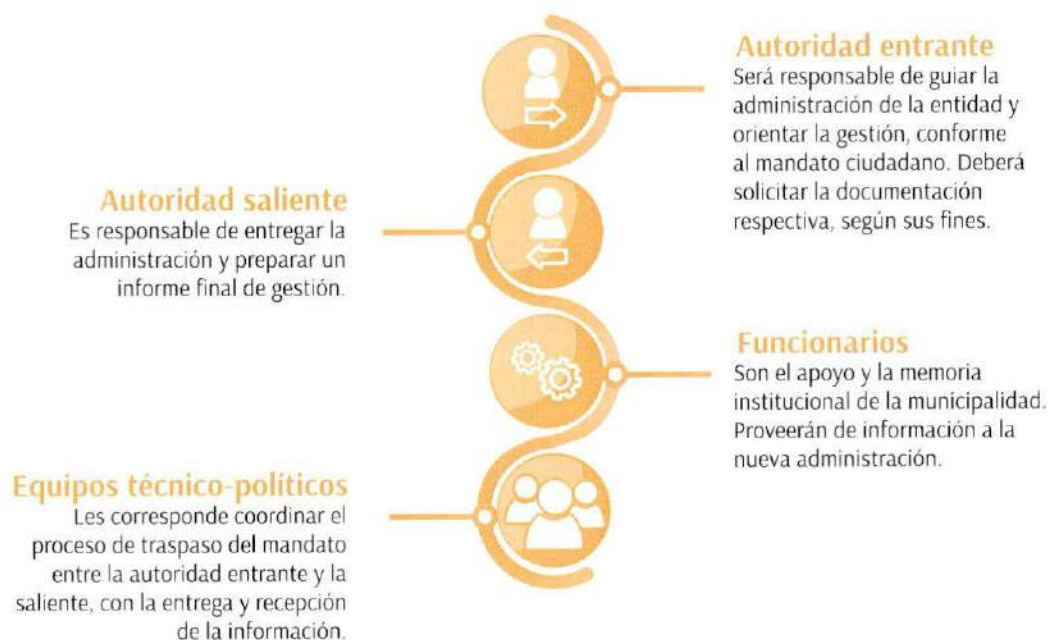 Autoridad entrante
Será responsable de guiar la
administración de la entidad y
orientar la gestión, conforme
al mandato ciudadano. Deberá
solicitar la documentación
respectiva, según sus fines.
Autoridad saliente
Es responsable de entregar la
administración y preparar un
informe final de gestión.
Funcionarios
Son el apoyo y la memoria
institucional de la municipalidad.
Proveerán de información a la
nueva administración.
Equipos técnico-políticos
Les corresponde coordinar el
proceso de traspaso del mandato
entre la autoridad entrante y la
saliente, con la entrega y recepción
de la información.